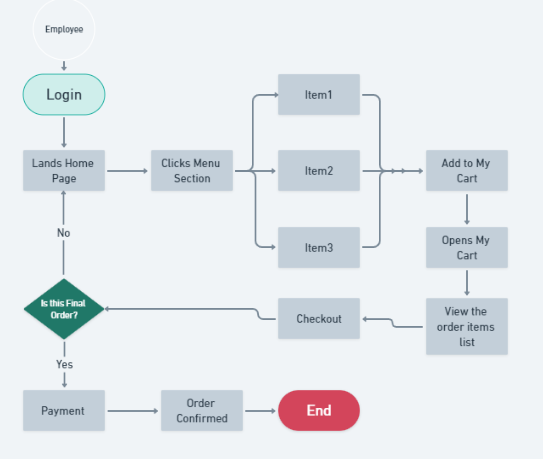 Employee
Login
Item1
Lands Home
Page
Clicks Menu
Section
Item2
Add to My
Cart
Item3
Opens My
Cart
No
Is this Final
Order?
Checkout
View the
order items
list
Yes
Payment
Order
Confirmed
End